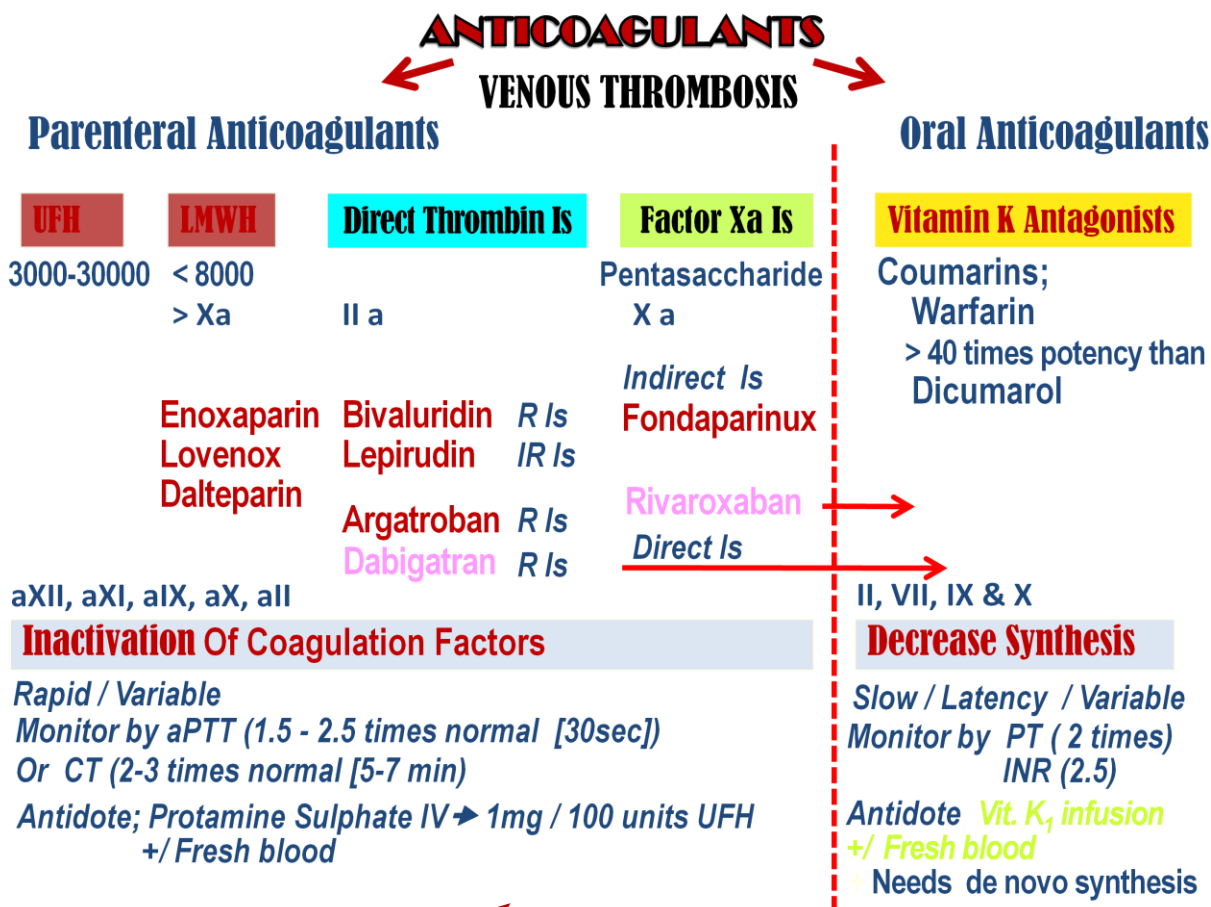 ANTICOAGULANTS
VENOUS THROMBOSIS
Parenteral Anticoagulants
Oral Anticoagulants
UFH
LMWH
Direct Thrombin Is
Factor Xa Is
Vitamin K Antagonists
3000-30000
< 8000
> Xa
II a
Pentasaccharide
X a
Coumarins;
Warfarin
> 40 times potency than
Dicumarol
Indirect Is
Enoxaparin
Lovenox
Dalteparin
Bivaluridin R Is
Lepirudin IR Is
Argatroban R Is
Dabigatran R Is
Fondaparinux
Rivaroxaban
Direct Is
aXII, aXI, aIX, aX, aII
II, VII, IX & X
Inactivation Of Coagulation Factors
Decrease Synthesis
Rapid / Variable
Monitor by aPTT (1.5 - 2.5 times normal [30sec])
Or CT (2-3 times normal [5-7 min)
Antidote; Protamine Sulphate IV → 1mg / 100 units UFH
+/ Fresh blood
Slow / Latency / Variable
Monitor by PT ( 2 times)
INR (2.5)
Antidote Vit. K₁ infusion
+/ Fresh blood
+ Needs de novo synthesis